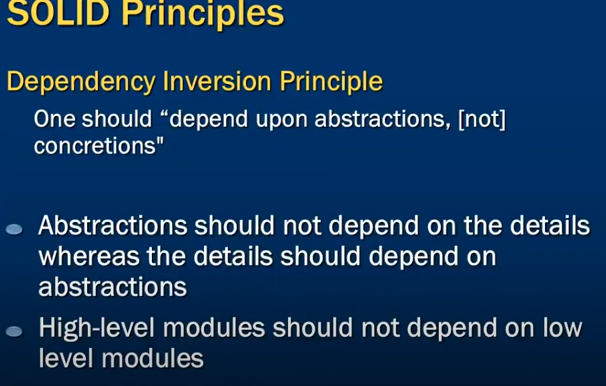 SOLID Principles
Dependency Inversion Principle
One should “depend upon abstractions, [not]
concretions"
Abstractions should not depend on the details
whereas the details should depend on
abstractions
High-level modules should not depend on low
level modules